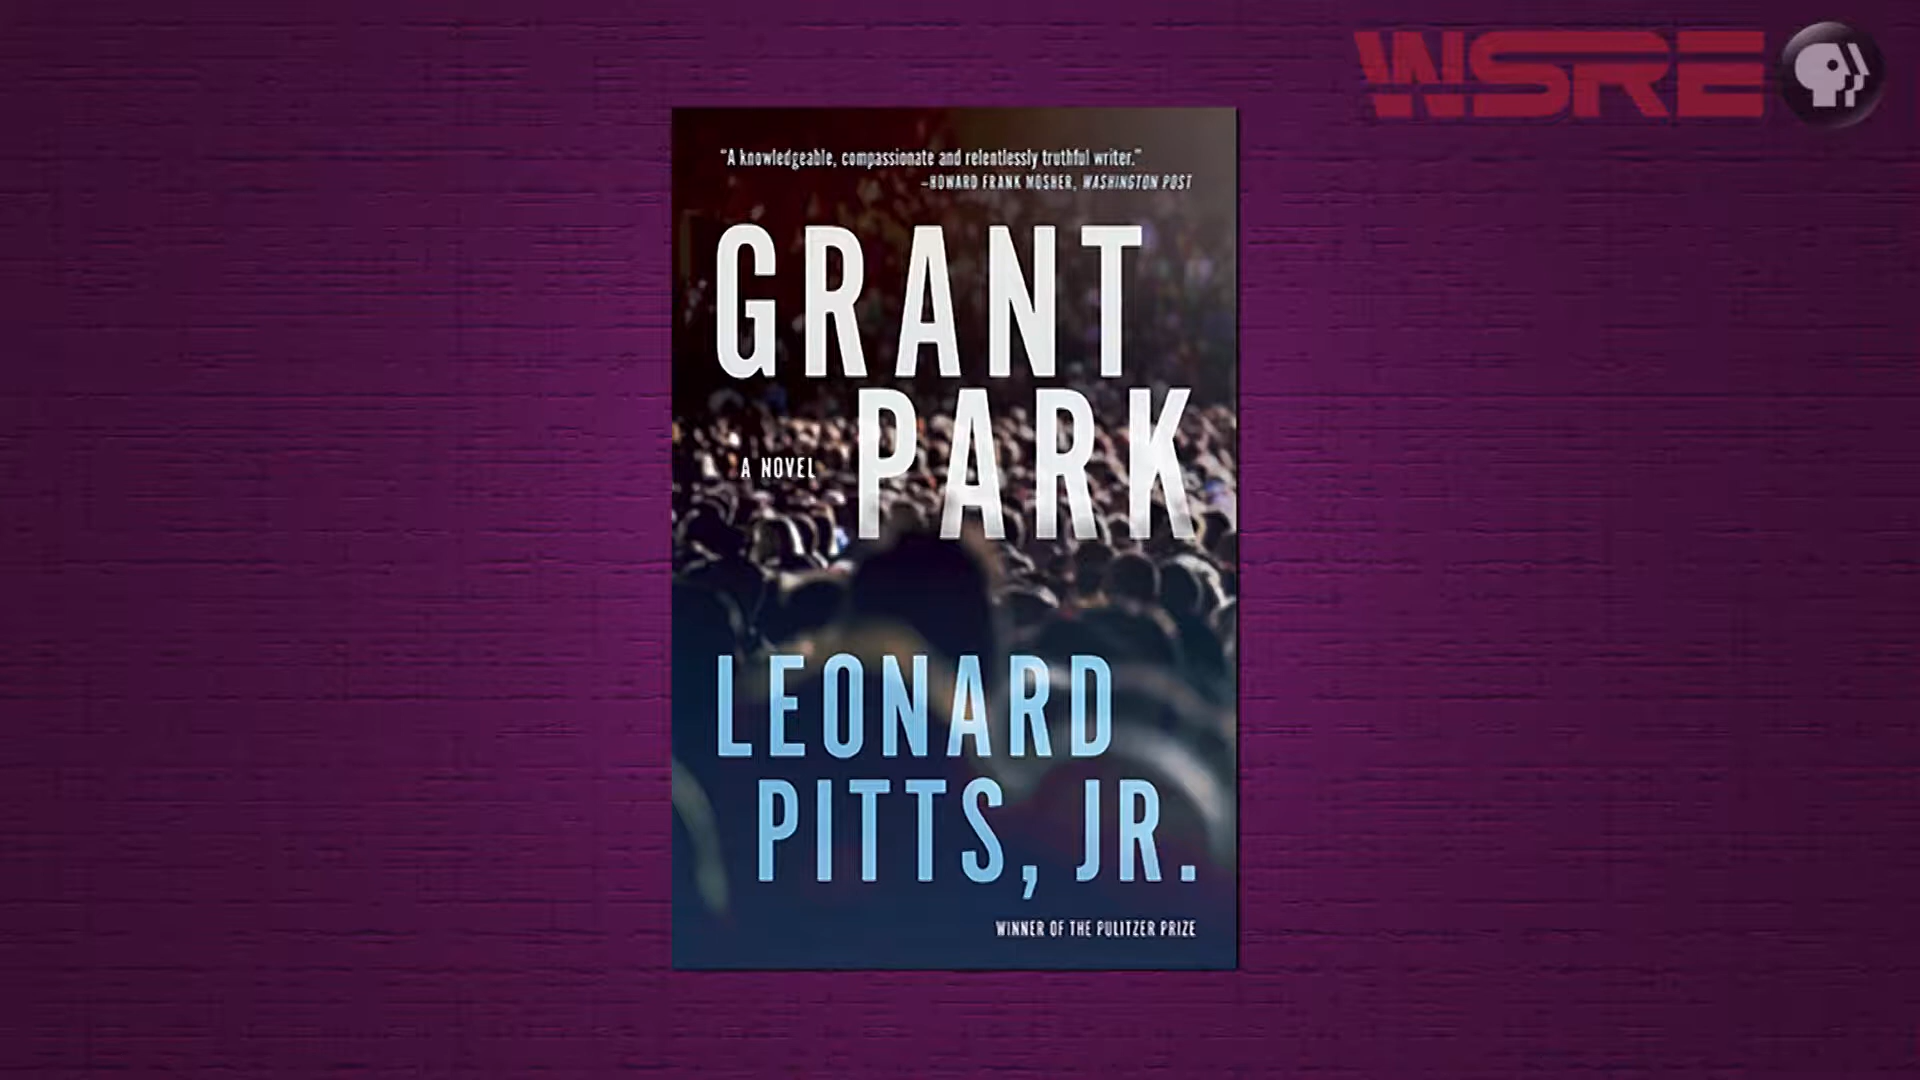 WSRE
"A knowledgeable, compassionate and relentlessly truthful writer."
–HOWARD FRANK MOSHER, WASHINGTON POST
GRANT
PARK
A NOVEL
LEONARD
PITTS, JR.
WINNER OF THE PULITZER PRIZE